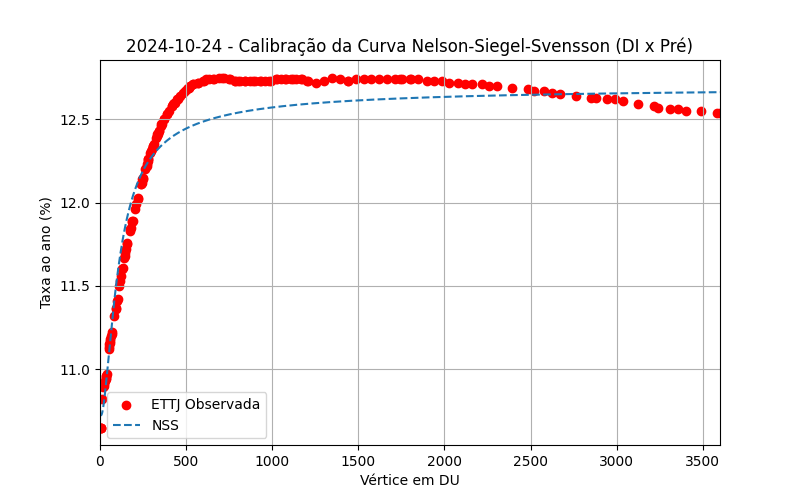 2024-10-24 - Calibração da Curva Nelson-Siegel-Svensson (DI x Pré)
Taxa ao ano (%)
12.5
12.0
11.5
11.0
ETTJ Observada
NSS
0 500 1000 1500 2000 2500 3000 3500
Vértice em DU